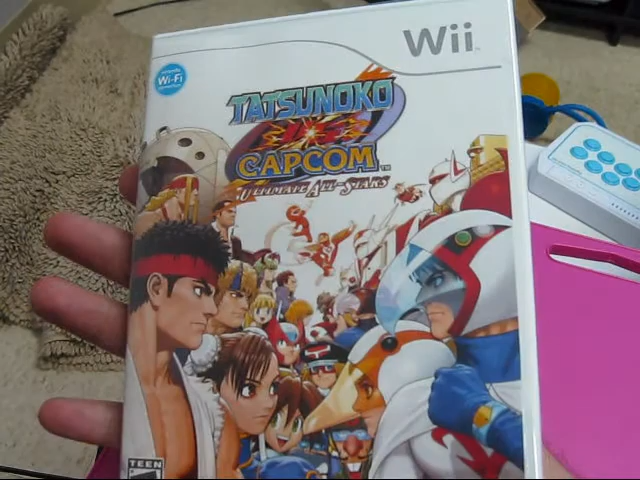 Wii
Wi-Fi
TATSUNOKO
VS.
CAPCOM
ULTIMATE ALL-STARS
TEEN